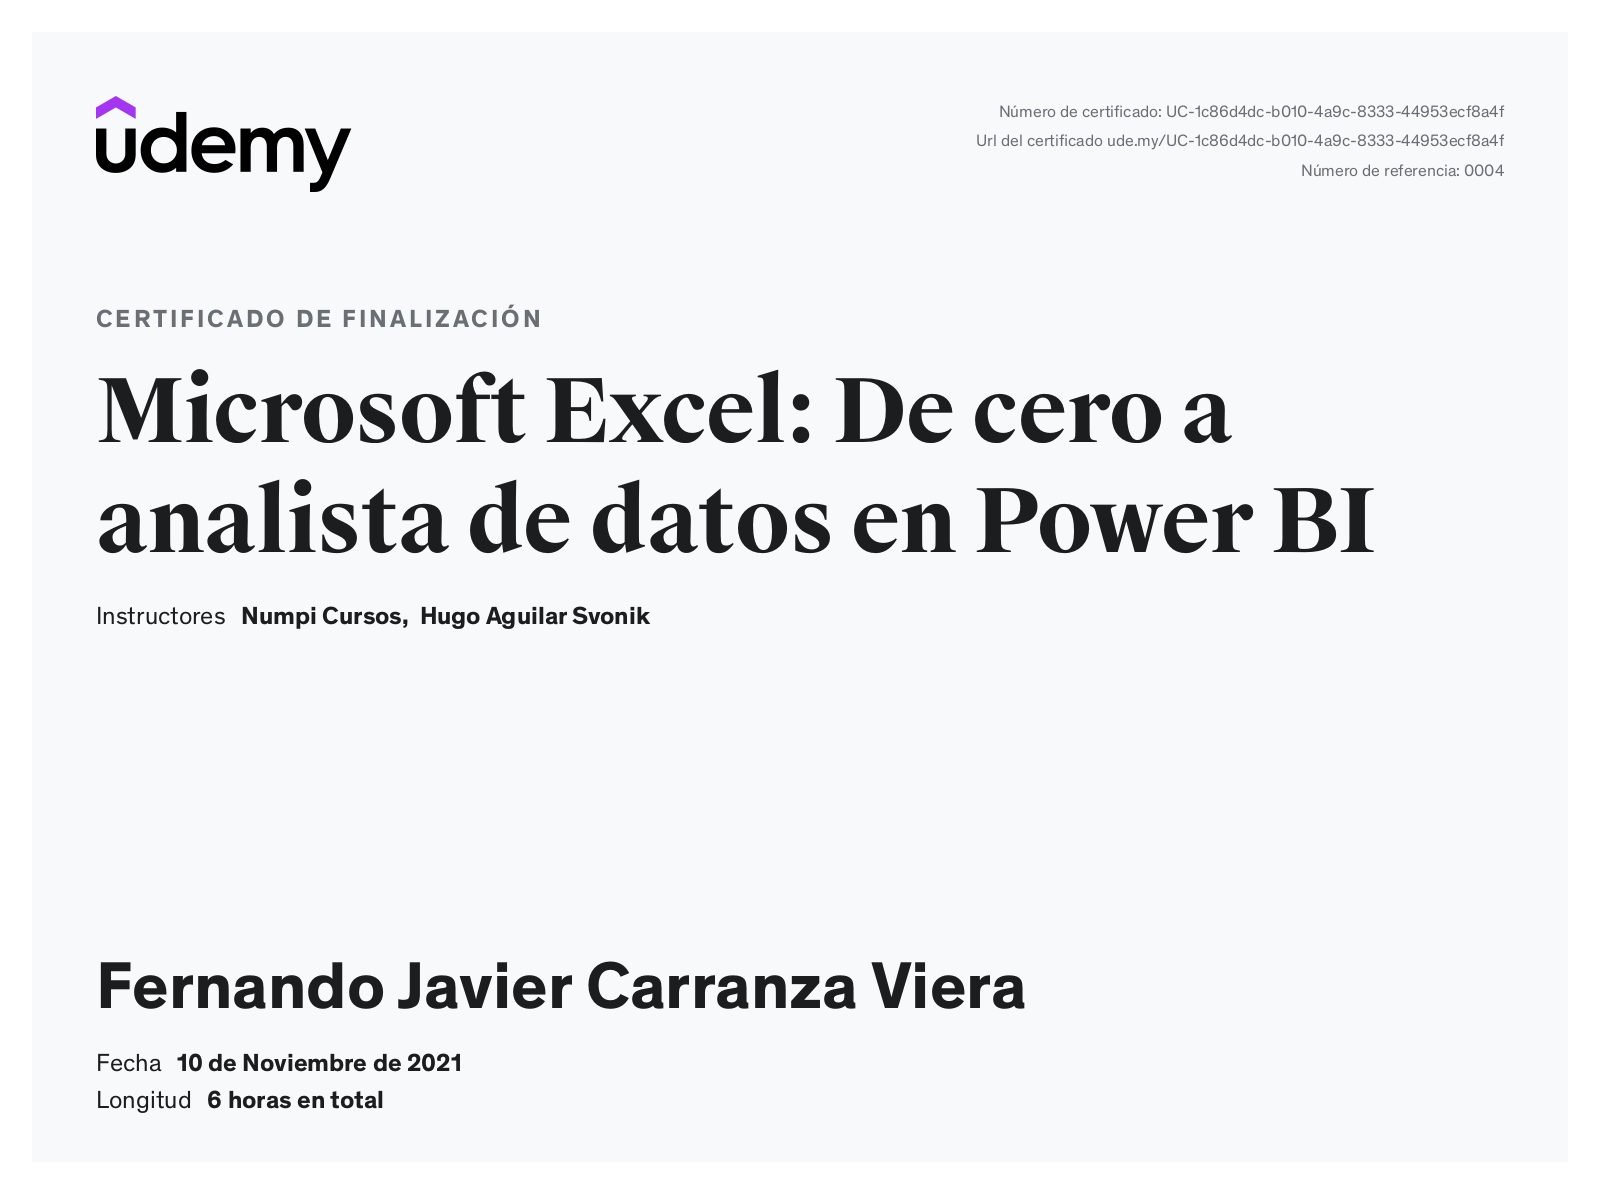 udemy
Número de certificado: UC-1c86d4dc-b010-4a9c-8333-44953ecf8a4f
Url del certificado ude.my/UC-1c86d4dc-b010-4a9c-8333-44953ecf8a4f
Número de referencia: 0004
CERTIFICADO DE FINALIZACIÓN
Microsoft Excel: De cero a
analista de datos en Power BI
Instructores Numpi Cursos, Hugo Aguilar Svonik
Fernando Javier Carranza Viera
Fecha 10 de Noviembre de 2021
Longitud 6 horas en total